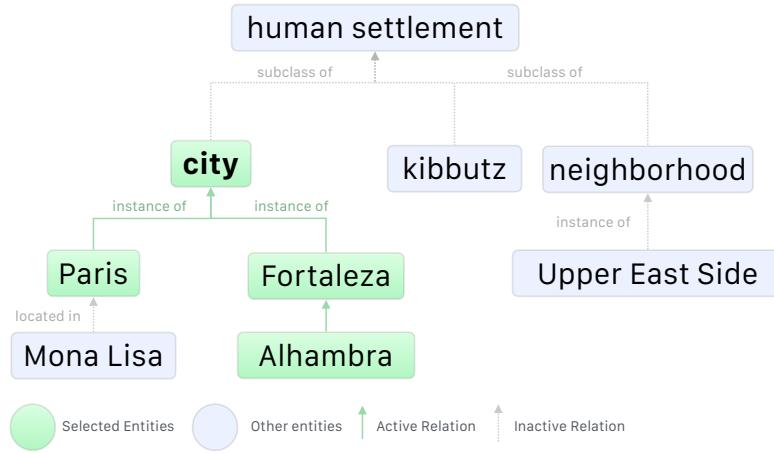 human settlement
subclass of
subclass of
city
kibbutz
neighborhood
instance of
instance of
instance of
Paris
Fortaleza
Upper East Side
located in
Mona Lisa
Alhambra
Selected Entities
Other entities
Active Relation
Inactive Relation